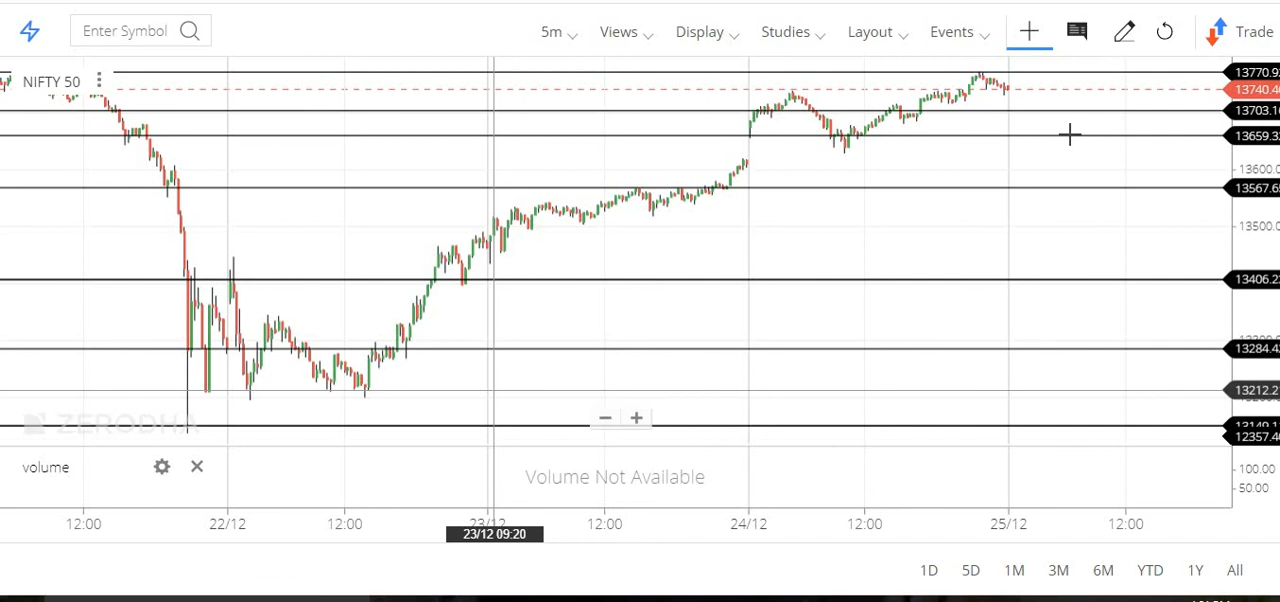 Enter Symbol 5m Views Display Studies Layout Events Trade
NIFTY 50
13770.9
13740.4
13703.1
13659.3
13600.0
13567.6
13500.0
13406.2
13284.4
13212.2
ZERODHA
12357.4
volume
Volume Not Available
100.00
50.00
12:00 22/12 12:00 23/12 12:00 24/12 12:00 25/12 12:00
23/12 09:20
1D 5D 1M 3M 6M YTD 1Y All